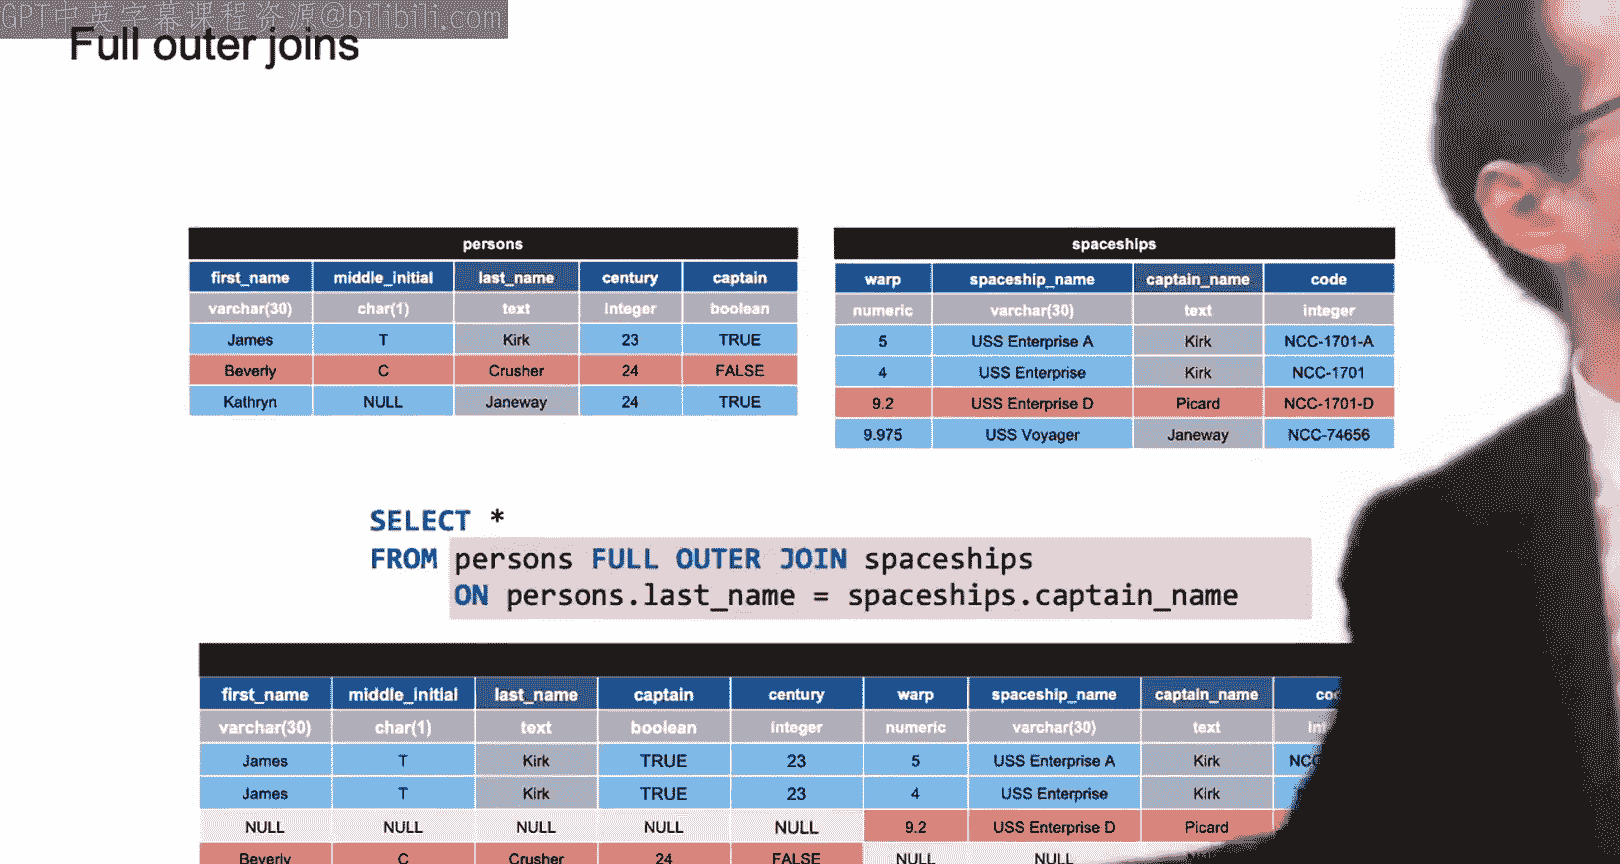 GPT中英字幕课程资源@bilibili.com
Full outer joins
persons
first_name middle_initial last_name century captain
varchar(30) char(1) text integer boolean
James T Kirk 23 TRUE
Beverly C Crusher 24 FALSE
Kathryn NULL Janeway 24 TRUE
spaceships
warp spaceship_name captain_name code
numeric varchar(30) text integer
5 USS Enterprise A Kirk NCC-1701-A
4 USS Enterprise Kirk NCC-1701
9.2 USS Enterprise D Picard NCC-1701-D
9.975 USS Voyager Janeway NCC-74656
SELECT *
FROM persons FULL OUTER JOIN spaceships
ON persons.last_name = spaceships.captain_name
first_name middle_initial last_name captain century warp spaceship_name captain_name
varchar(30) char(1) text boolean integer numeric varchar(30) text
James T Kirk TRUE 23 5 USS Enterprise A Kirk
James T Kirk TRUE 23 4 USS Enterprise Kirk
NULL NULL NULL NULL NULL 9.2 USS Enterprise D Picard
Beverly C Crusher 24 FALSE NULL NULL